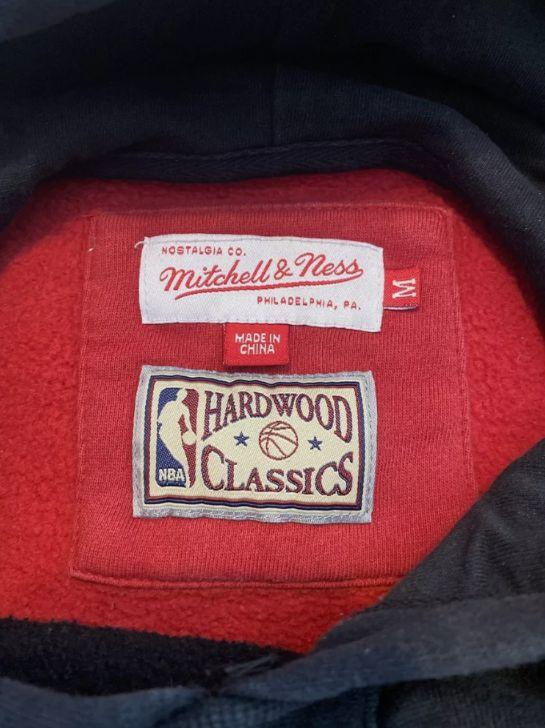 NOSTALGIA CO.
Mitchell & Ness
PHILADELPHIA, PA.
M
MADE IN
CHINA
NBA
HARDWOOD
CLASSICS